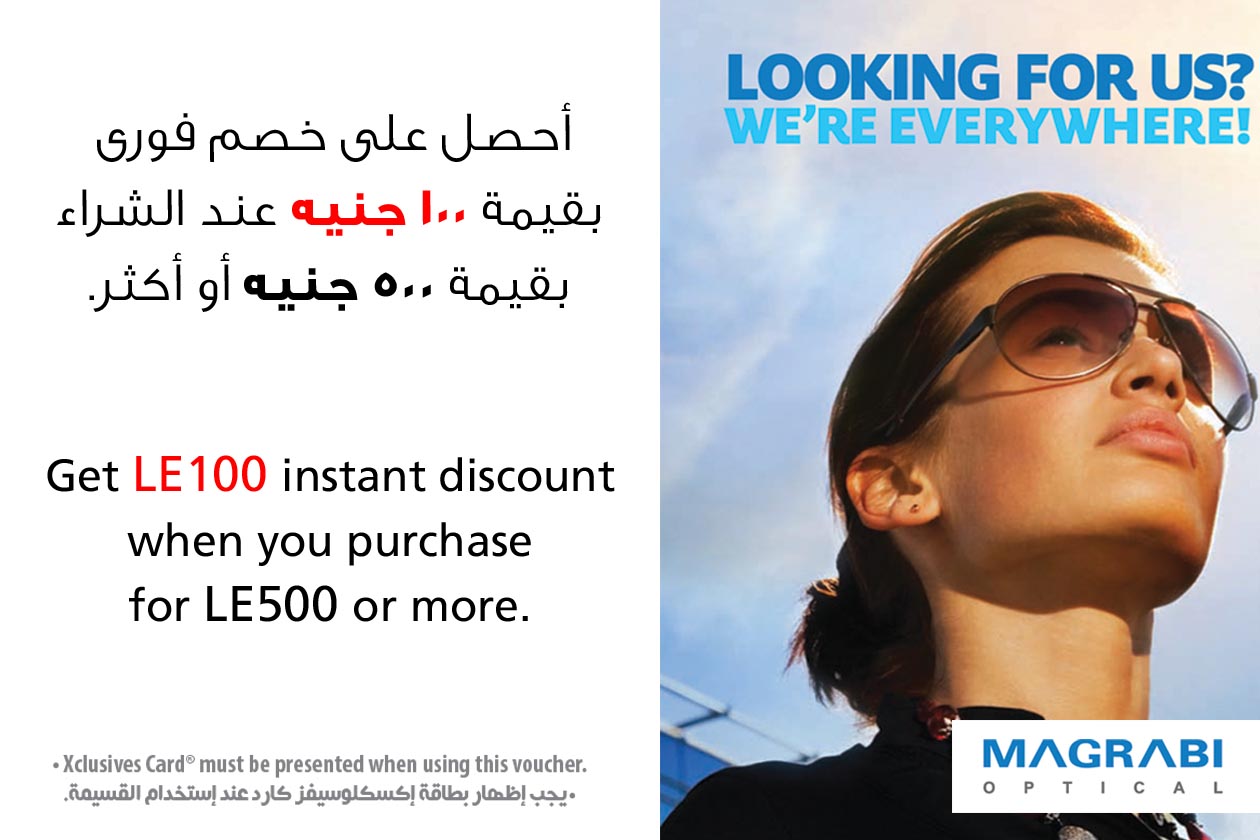 أحصل على خصم فورى
بقيمة ١٠٠ جنيه عند الشراء
بقيمة ٥٠٠ جنيه أو أكثر.
Get LE100 instant discount
when you purchase
for LE500 or more.
• Xclusives Card® must be presented when using this voucher.
•يجب إظهار بطاقة إكسكلوسيفز كارد عند إستخدام القسيمة.
LOOKING FOR US?
WE'RE EVERYWHERE!
MAGRABI
OPTICAL